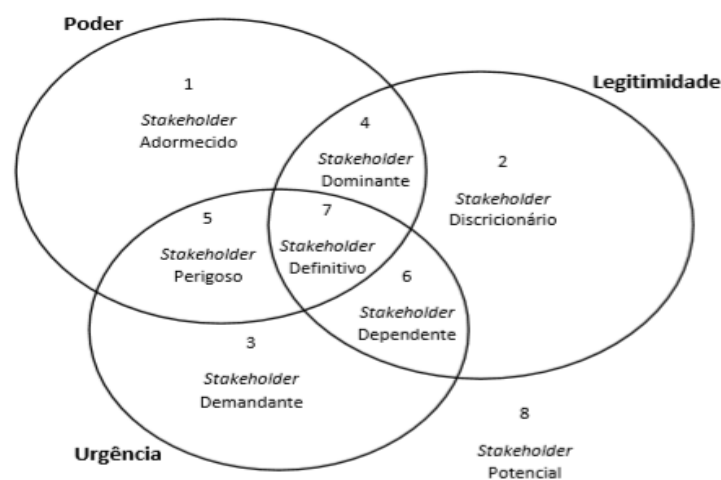 Poder
1
Stakeholder
Adormecido
Legitimidade
4
Stakeholder
Dominante
2
Stakeholder
Discricionário
5
Stakeholder
Perigoso
7
Stakeholder
Definitivo
6
Stakeholder
Dependente
3
Stakeholder
Demandante
Urgência
8
Stakeholder
Potencial